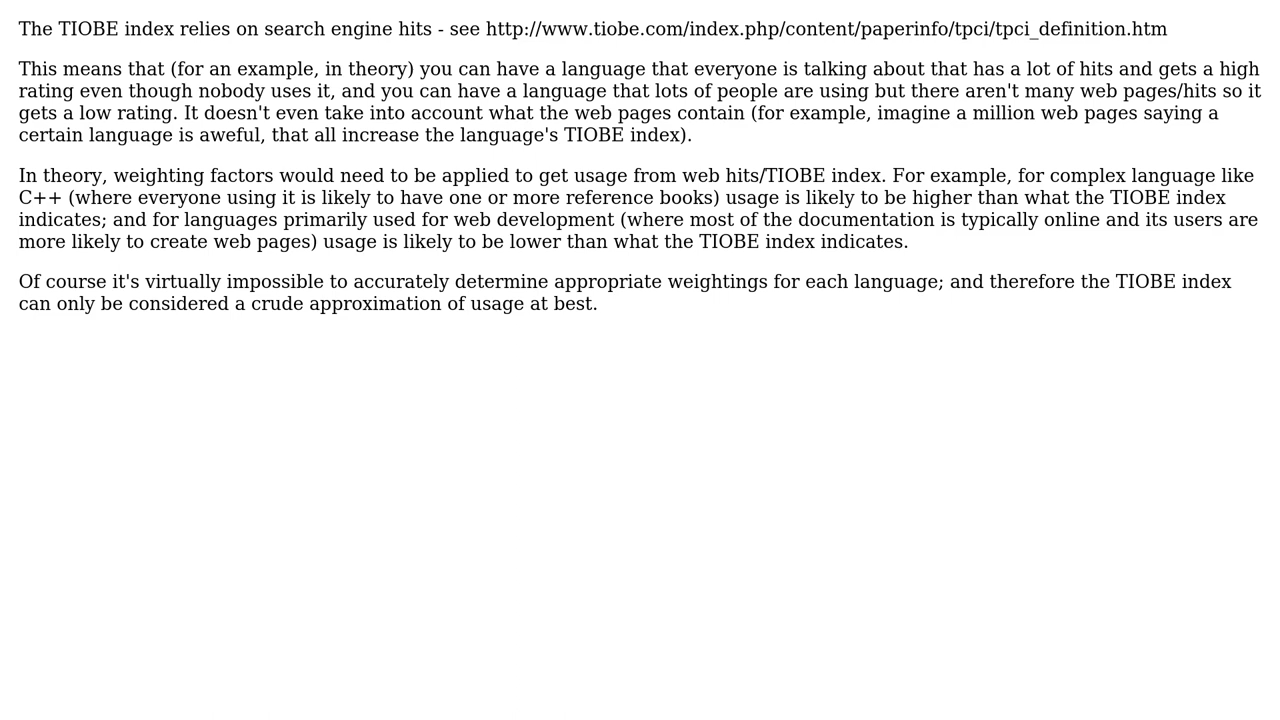 The TIOBE index relies on search engine hits - see http://www.tiobe.com/index.php/content/paperinfo/tpci/tpci_definition.htm
This means that (for an example, in theory) you can have a language that everyone is talking about that has a lot of hits and gets a high
rating even though nobody uses it, and you can have a language that lots of people are using but there aren't many web pages/hits so it
gets a low rating. It doesn't even take into account what the web pages contain (for example, imagine a million web pages saying a
certain language is aweful, that all increase the language's TIOBE index).
In theory, weighting factors would need to be applied to get usage from web hits/TIOBE index. For example, for complex language like
C++ (where everyone using it is likely to have one or more reference books) usage is likely to be higher than what the TIOBE index
indicates; and for languages primarily used for web development (where most of the documentation is typically online and its users are
more likely to create web pages) usage is likely to be lower than what the TIOBE index indicates.
Of course it's virtually impossible to accurately determine appropriate weightings for each language; and therefore the TIOBE index
can only be considered a crude approximation of usage at best.